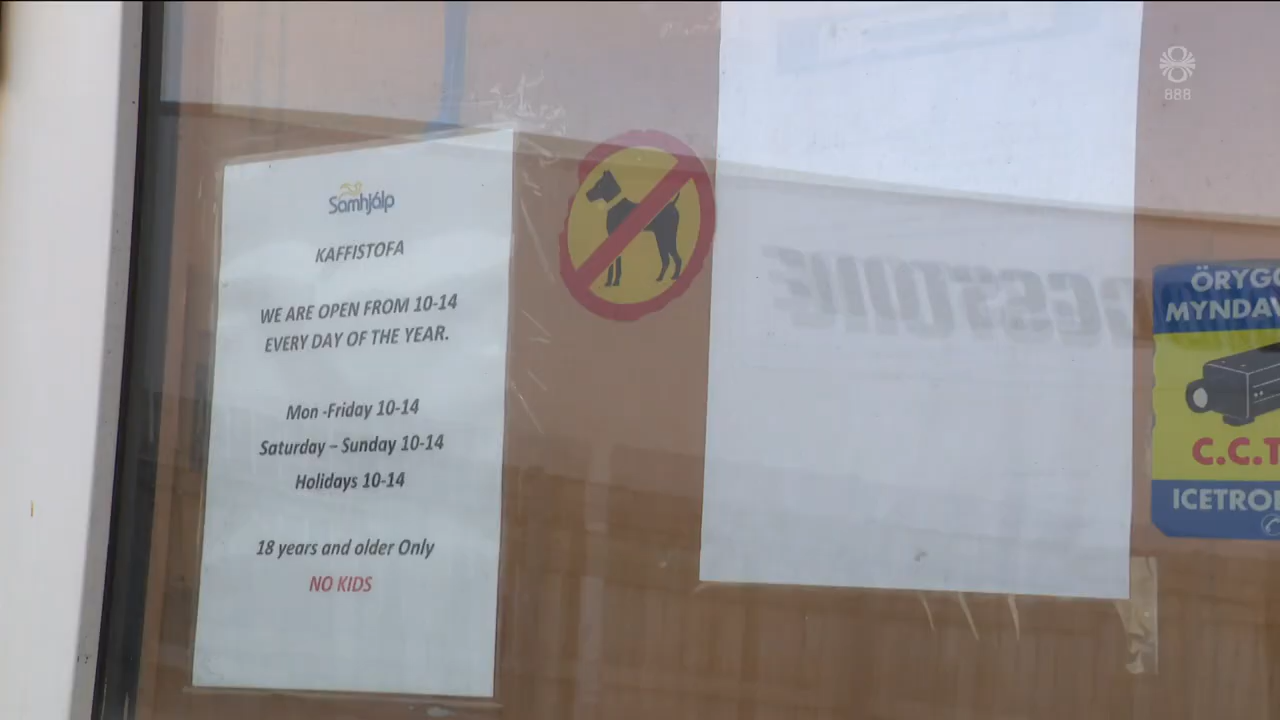 Samhjálp
KAFFISTOFA
WE ARE OPEN FROM 10-14
EVERY DAY OF THE YEAR.
Mon -Friday 10-14
Saturday – Sunday 10-14
Holidays 10-14
18 years and older Only
NO KIDS
888
ÖRYGG
MYNDAV
C.C.T
ICETRO